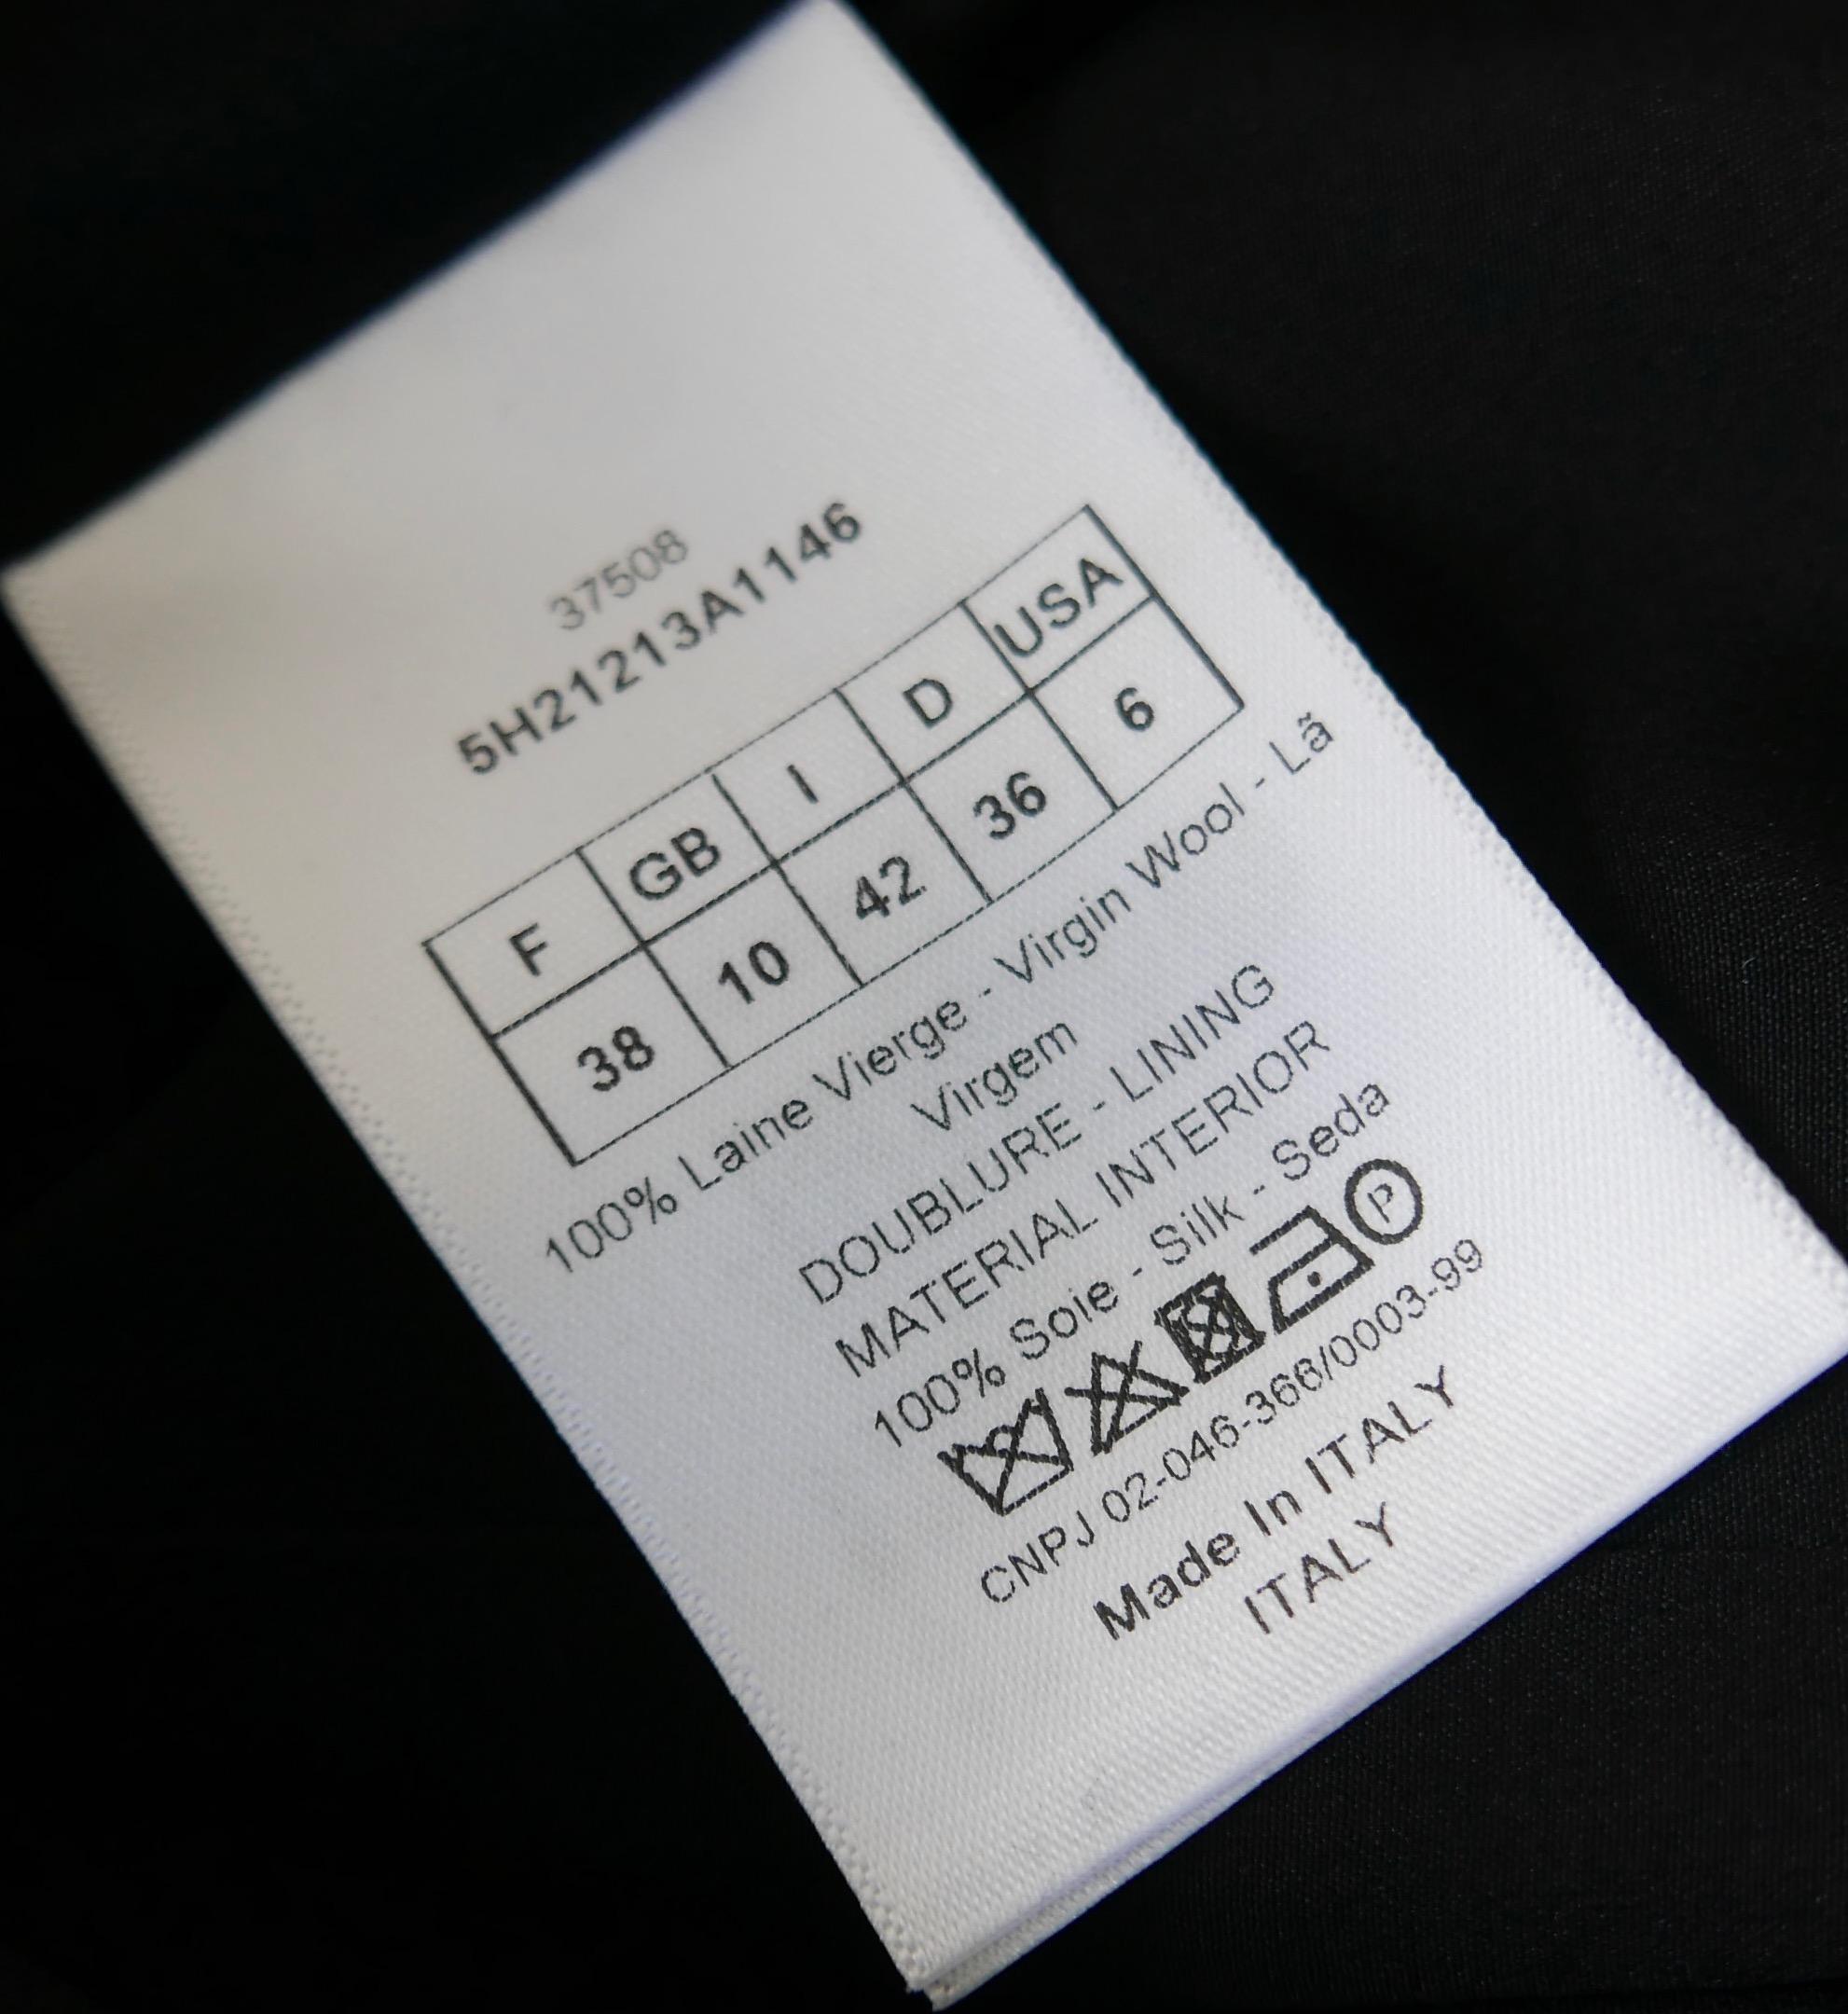 37508
5H21213A1146
F GB I D USA
38 10 42 36 6
100% Laine Vierge - Virgin Wool - Lã
Virgem
DOUBLURE - LINING
MATERIAL INTERIOR
100% Soie - Silk - Seda
P
CNPJ 02-046-366/0003-99
Made In ITALY
ITALY